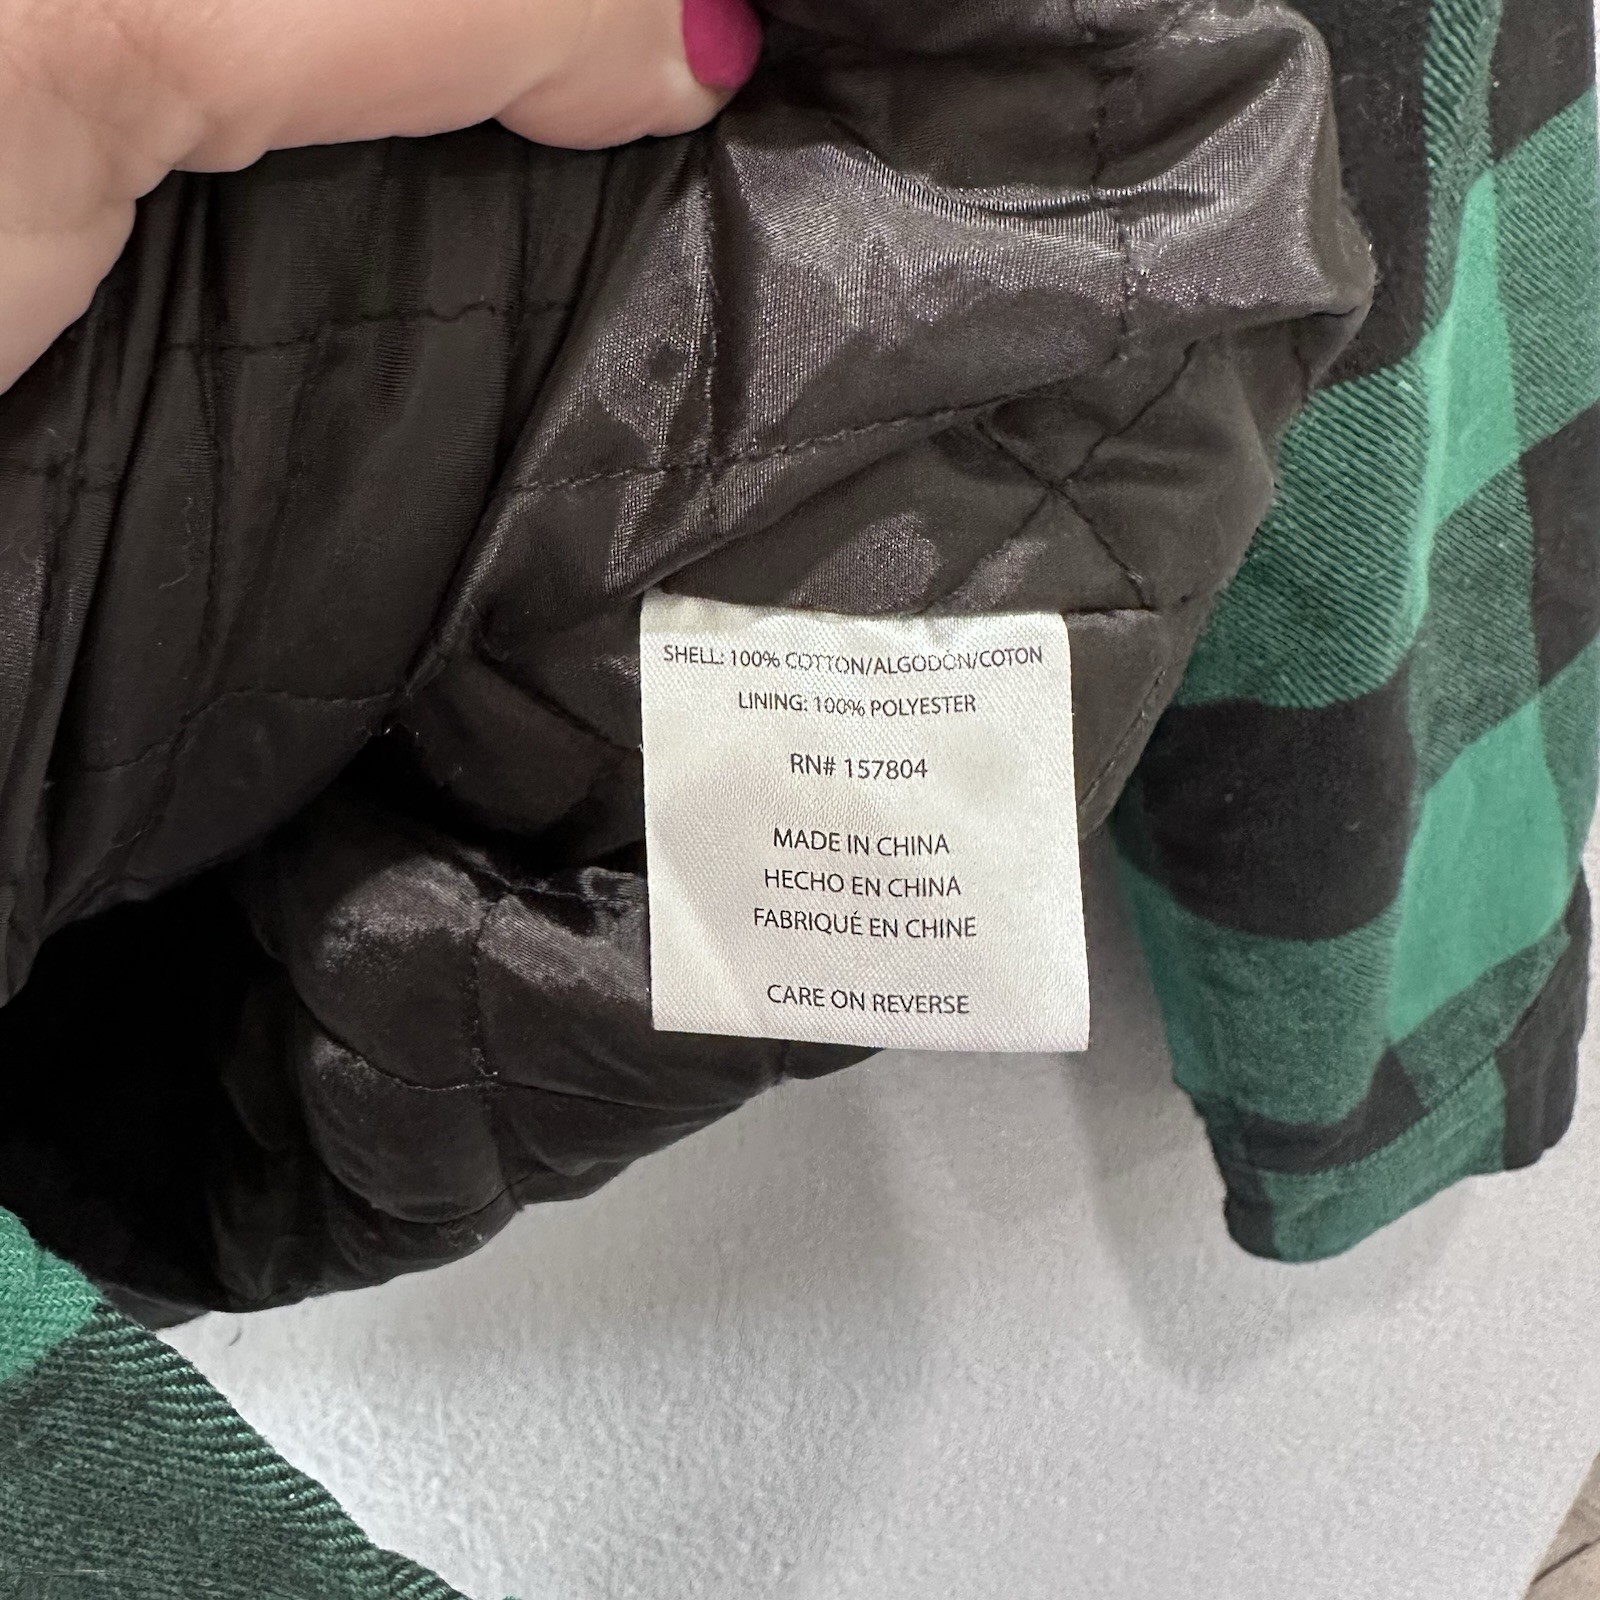 SHELL: 100% COTTON/ALGODÓN/COTON
LINING: 100% POLYESTER
RN# 157804
MADE IN CHINA
HECHO EN CHINA
FABRIQUÉ EN CHINE
CARE ON REVERSE